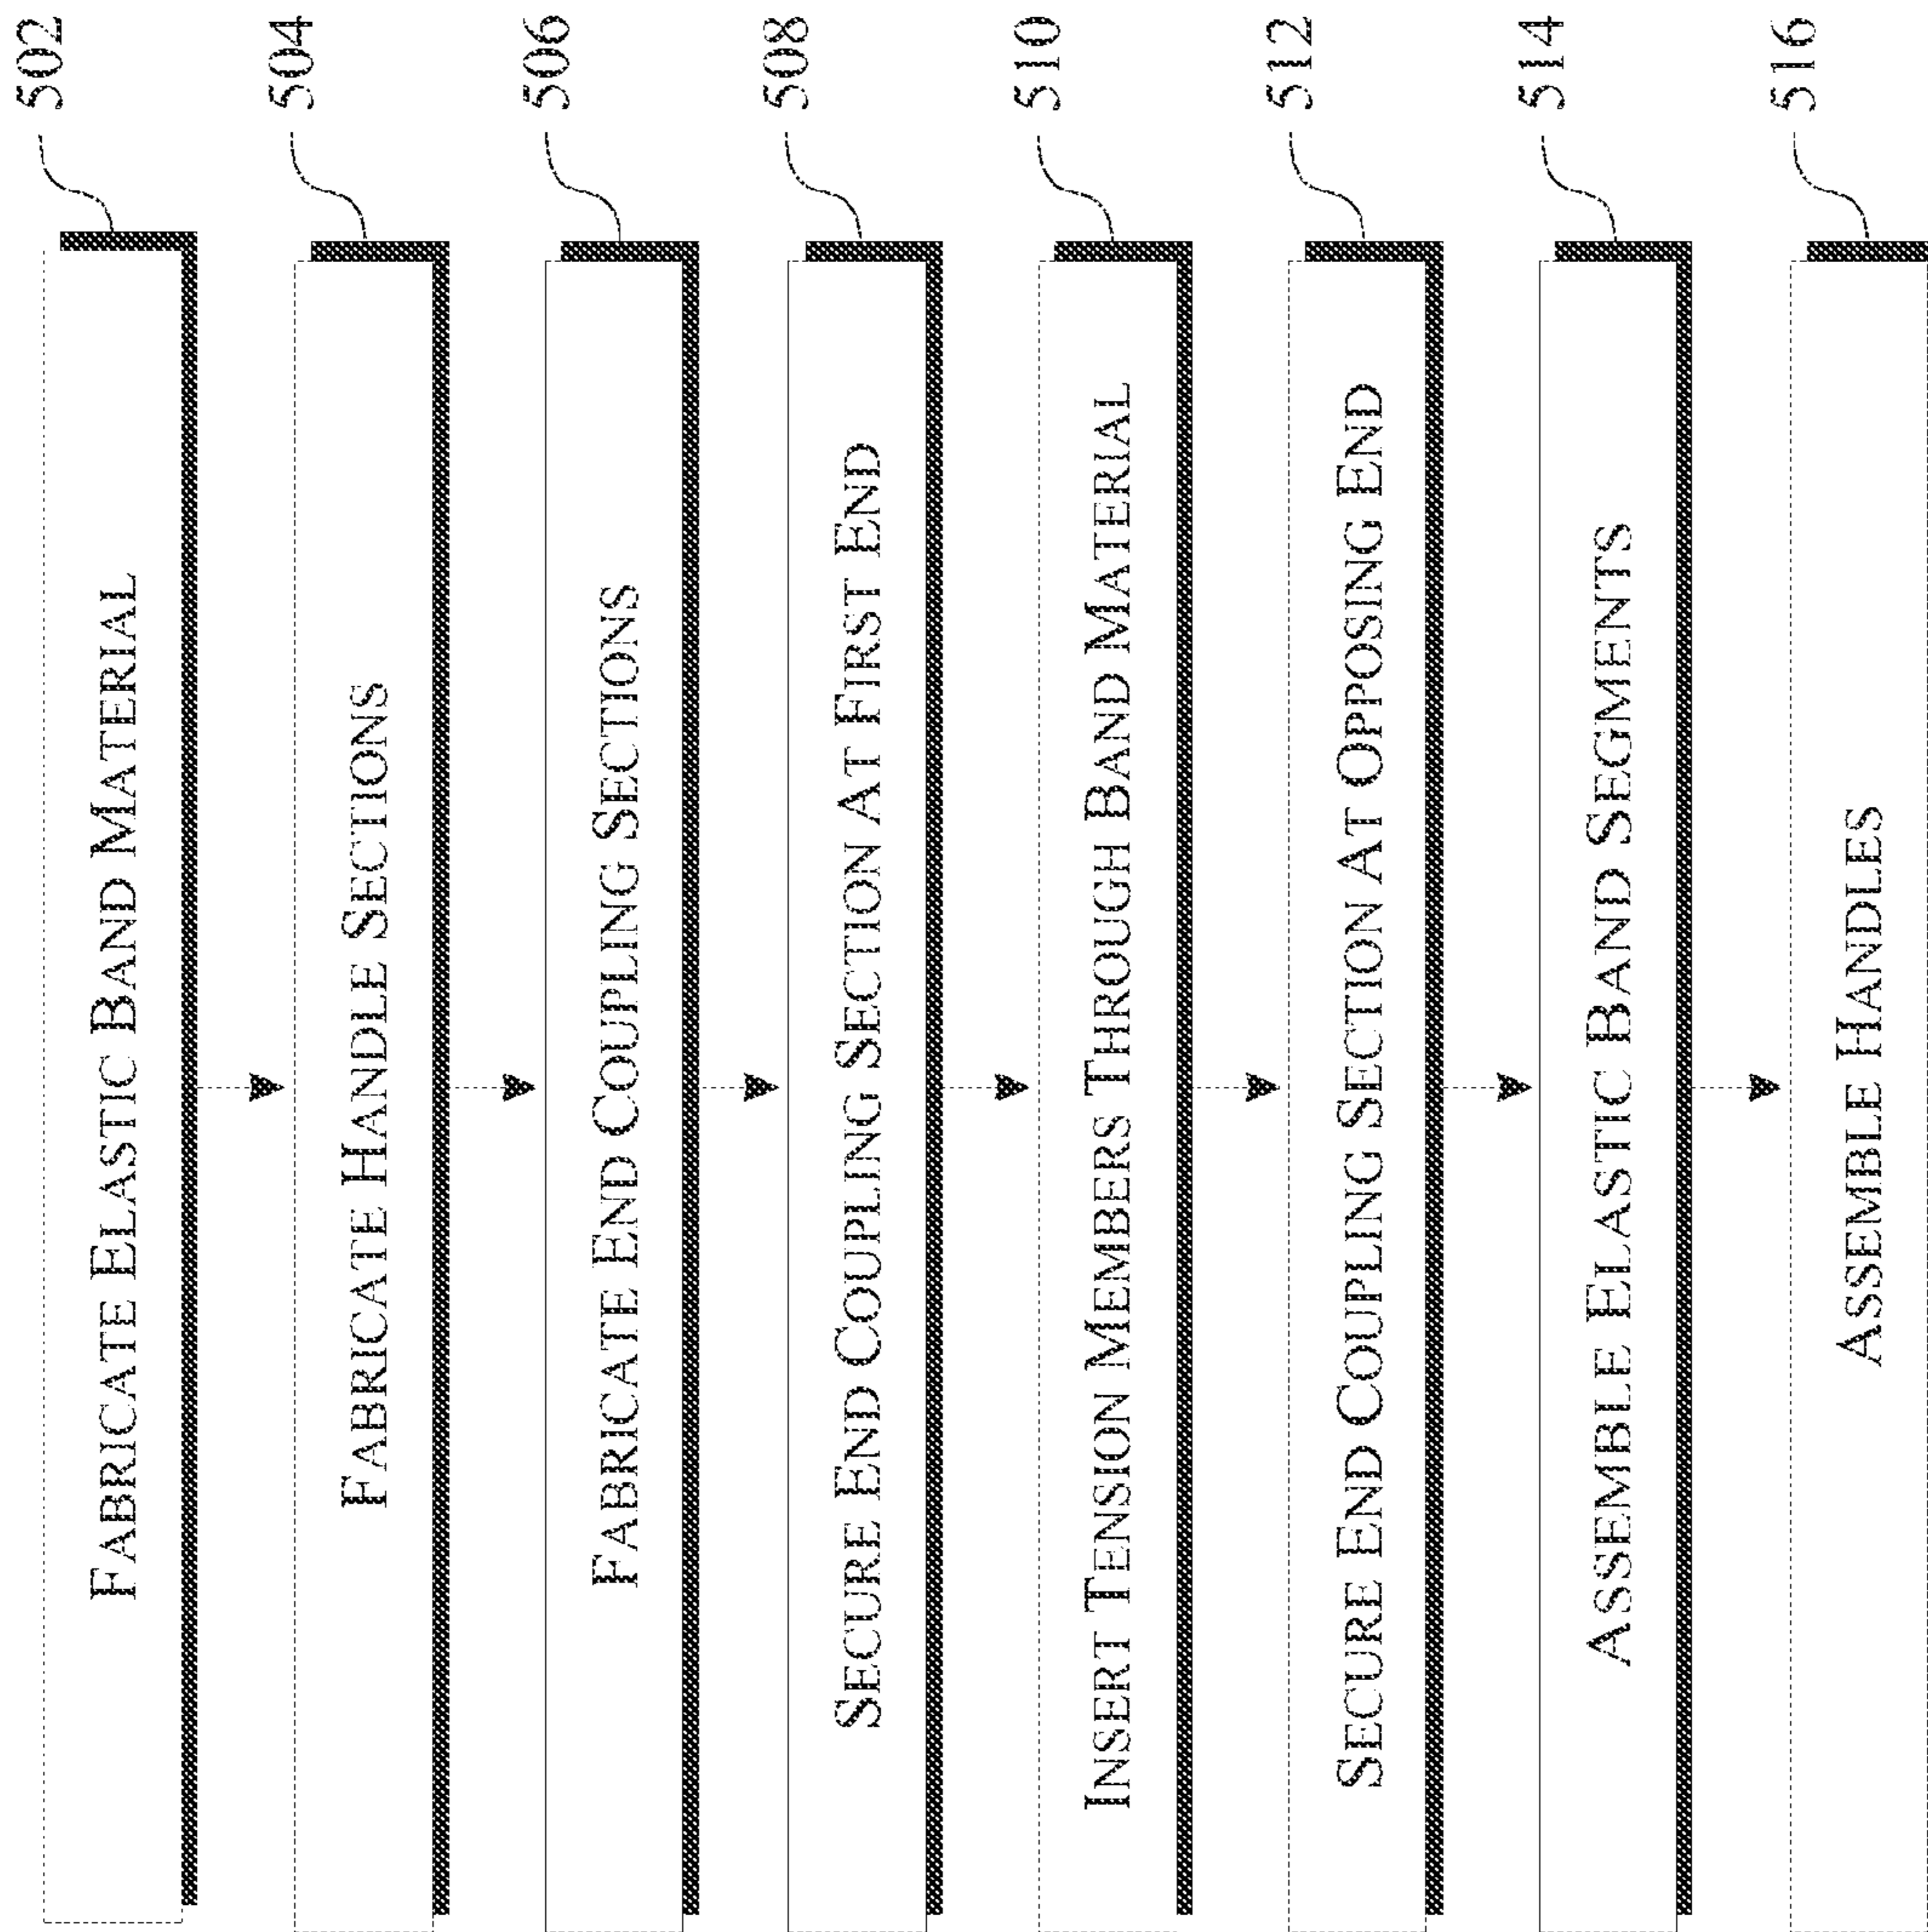 502
FABRICATE ELASTIC BAND MATERIAL
504
FABRICATE HANDLE SECTIONS
506
FABRICATE END COUPLING SECTIONS
508
SECURE END COUPLING SECTION AT FIRST END
510
INSERT TENSION MEMBERS THROUGH BAND MATERIAL
512
SECURE END COUPLING SECTION AT OPPOSING END
514
ASSEMBLE ELASTIC BAND SEGMENTS
516
ASSEMBLE HANDLES